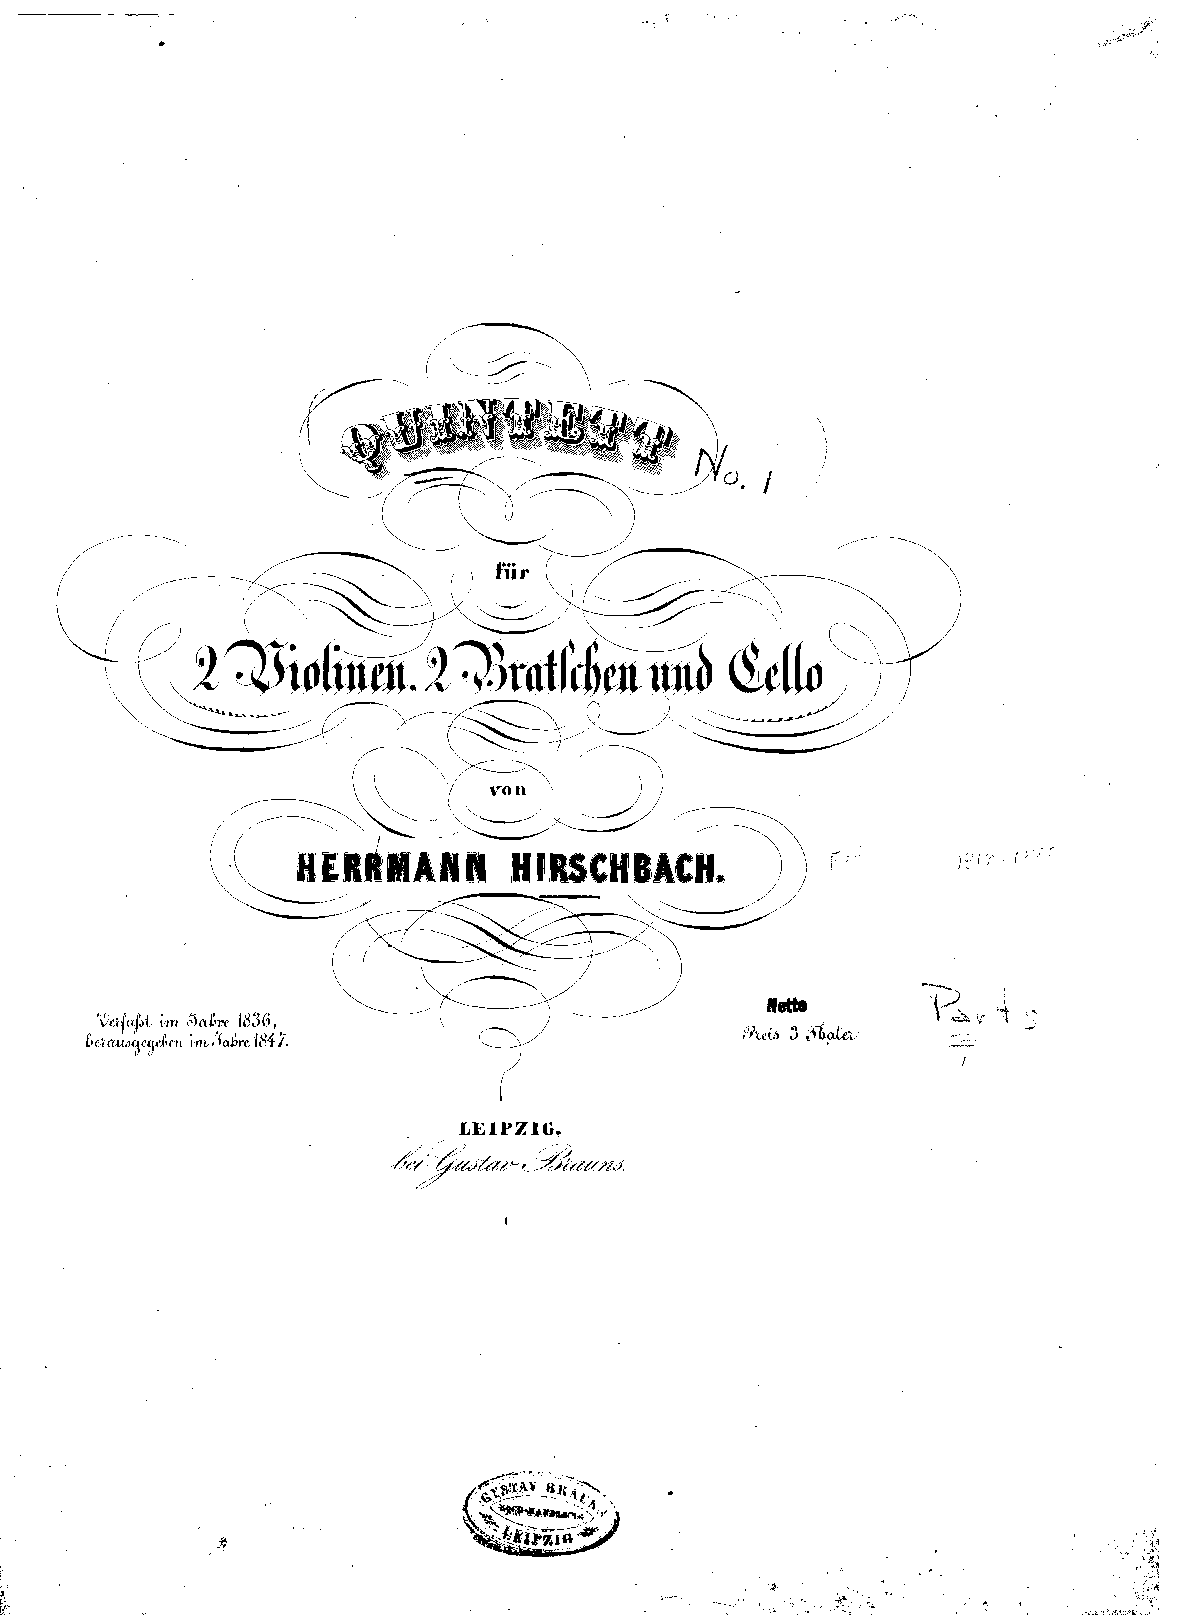 QUINTETT No. 1
für
2 Violinen. 2 Bratſchen und Cello
von
HERRMANN HIRSCHBACH.
Verfaßt im Jahre 1836,
herausgegeben im Jahre 1847.
Netto
Preis 3 Thaler
Parts
LEIPZIG,
bei Gustav Brauns.
GUSTAV BRAUNS
LEIPZIG